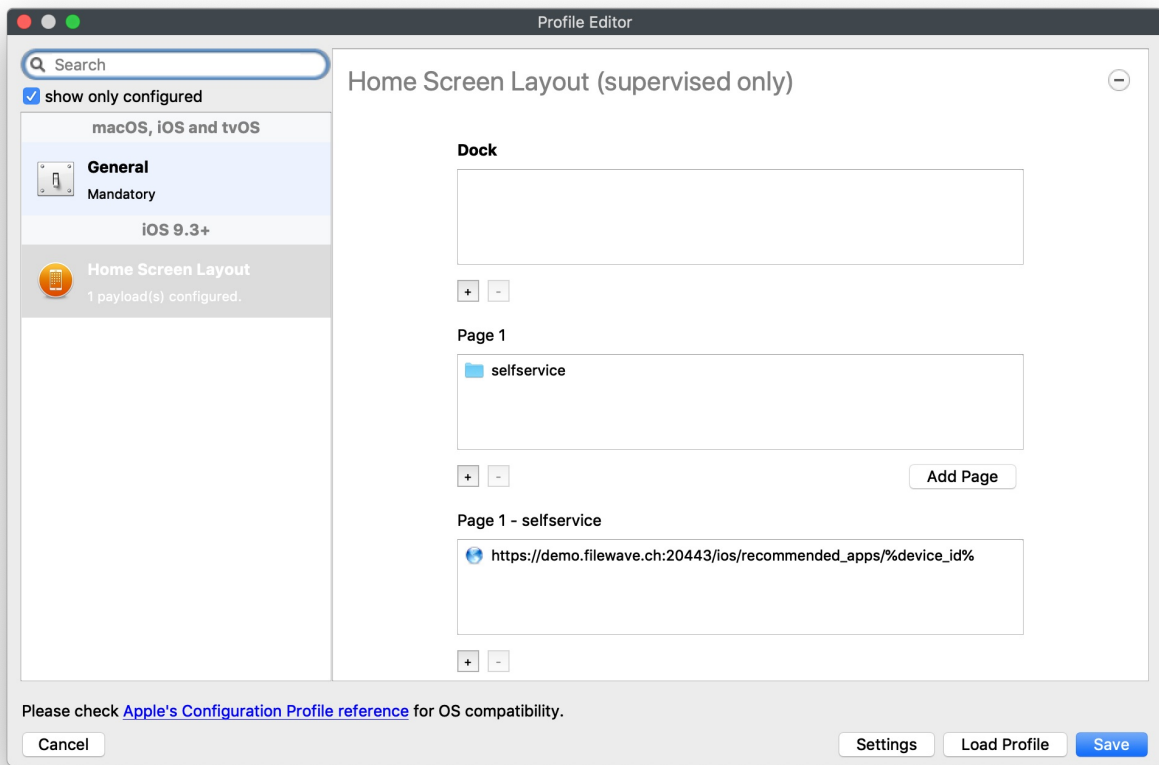 Profile Editor
Search
show only configured
macOS, iOS and tvOS
General
Mandatory
iOS 9.3+
Home Screen Layout
1 payload(s) configured.
Home Screen Layout (supervised only)
Dock
+ -
Page 1
selfservice
+ -
Add Page
Page 1 - selfservice
https://demo.filewave.ch:20443/ios/recommended_apps/%device_id%
+ -
Please check Apple's Configuration Profile reference for OS compatibility.
Cancel
Settings
Load Profile
Save